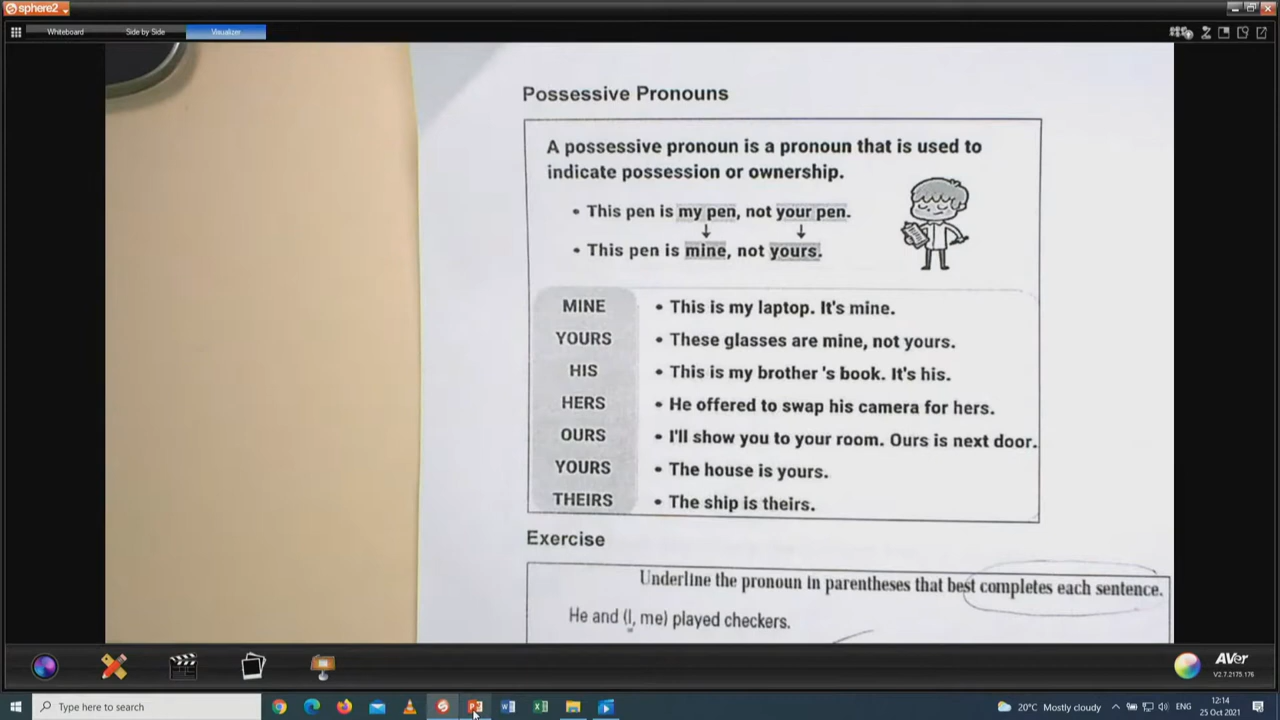 sphere2
Whiteboard
Side by Side
Visualizer
Possessive Pronouns
A possessive pronoun is a pronoun that is used to
indicate possession or ownership.
• This pen is my pen, not your pen.
• This pen is mine, not yours.
MINE • This is my laptop. It's mine.
YOURS • These glasses are mine, not yours.
HIS • This is my brother 's book. It's his.
HERS • He offered to swap his camera for hers.
OURS • I'll show you to your room. Ours is next door.
YOURS • The house is yours.
THEIRS • The ship is theirs.
Exercise
Underline the pronoun in parentheses that best completes each sentence.
He and (I, me) played checkers.
AVer
V2.7.2175.176
Type here to search
20°C Mostly cloudy
ENG
12:14
25 Oct 2021